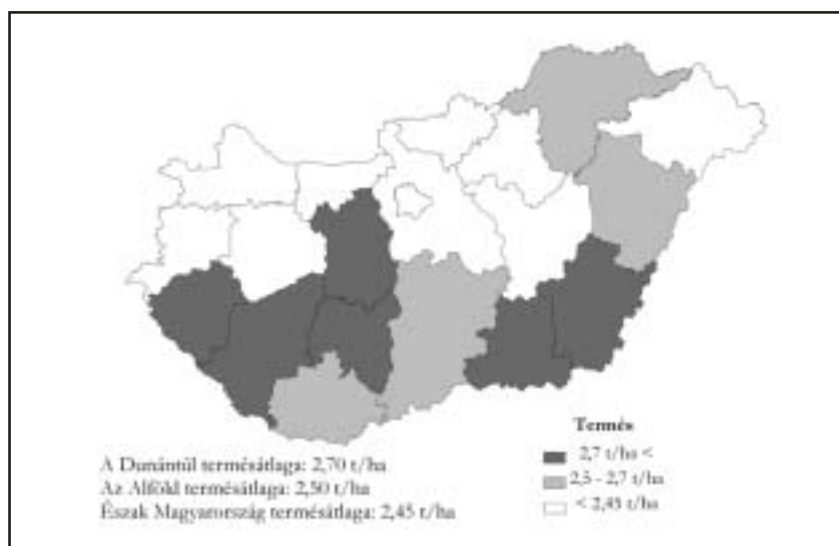 Termés
2,7 t/ha <
2,5 - 2,7 t/ha
< 2,45 t/ha
A Dunántúl termésátlaga: 2,70 t/ha
Az Alföld termésátlaga: 2,50 t/ha
Észak Magyarország termésátlaga: 2,45 t/ha